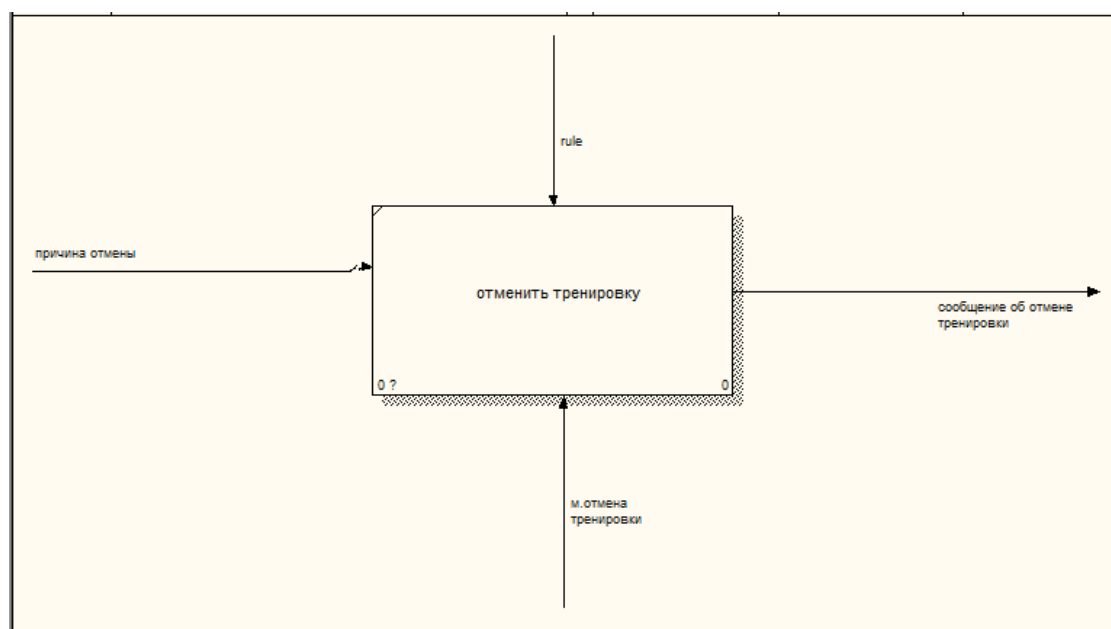 rule
причина отмены
отменить тренировку
сообщение об отмене
тренировки
0 ?
0
м.отмена
тренировки